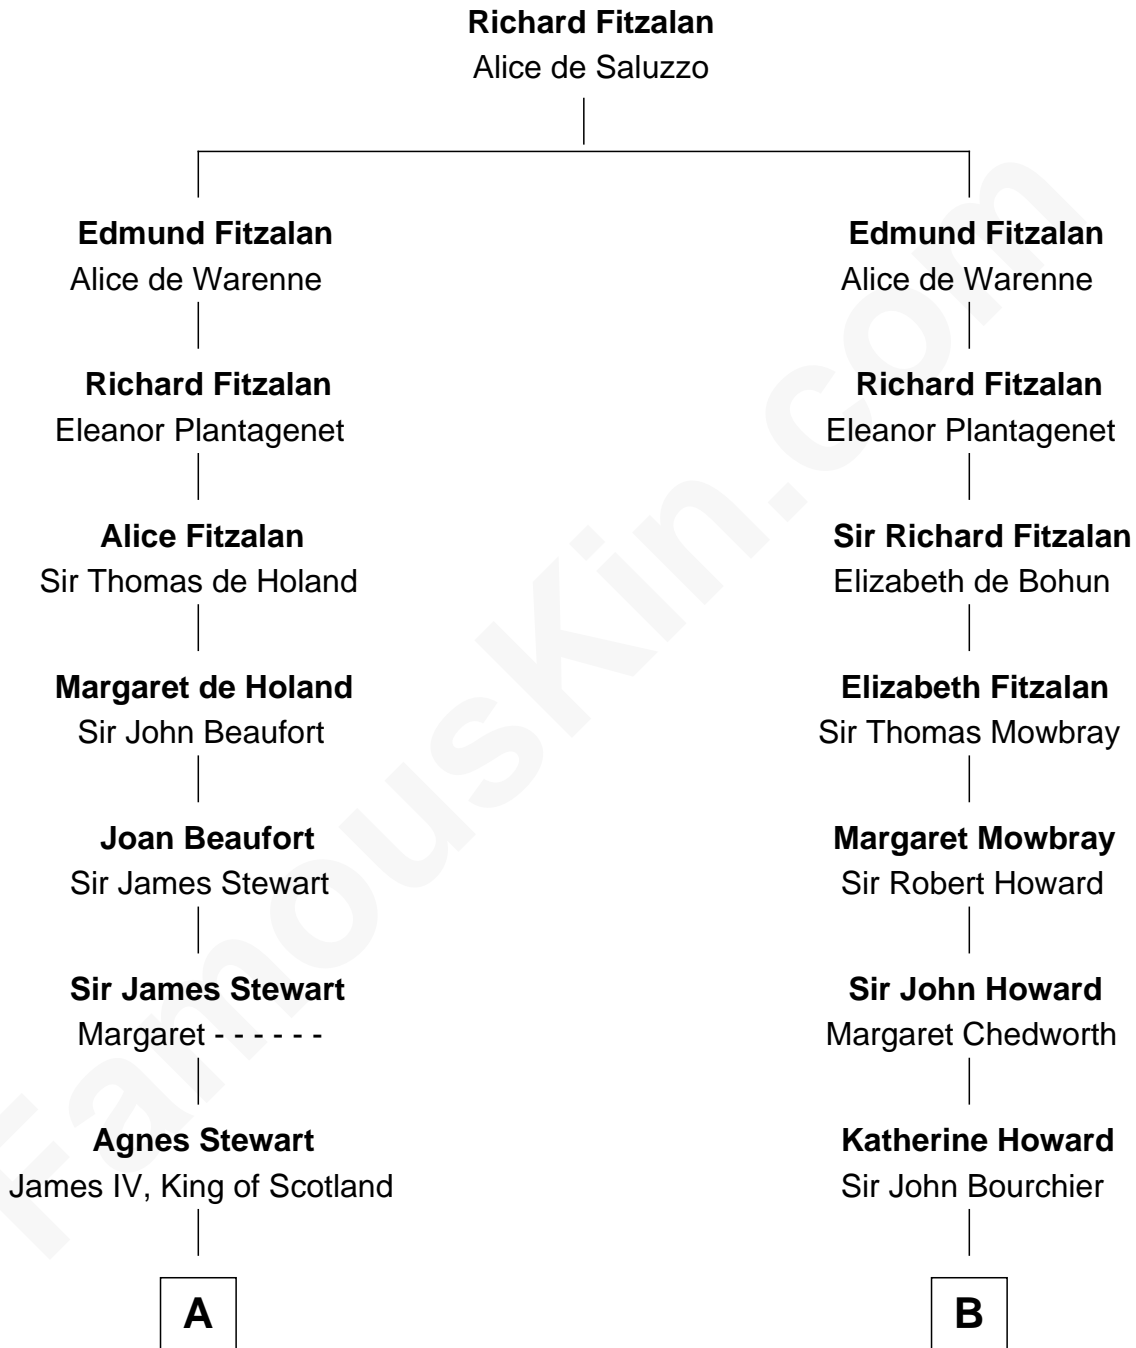 Richard Fitzalan
Alice de Saluzzo
Edmund Fitzalan
Alice de Warenne
Richard Fitzalan
Eleanor Plantagenet
Alice Fitzalan
Sir Thomas de Holand
Margaret de Holand
Sir John Beaufort
Joan Beaufort
Sir James Stewart
Sir James Stewart
Margaret - - - - - -
Agnes Stewart
James IV, King of Scotland
A
Edmund Fitzalan
Alice de Warenne
Richard Fitzalan
Eleanor Plantagenet
Sir Richard Fitzalan
Elizabeth de Bohun
Elizabeth Fitzalan
Sir Thomas Mowbray
Margaret Mowbray
Sir Robert Howard
Sir John Howard
Margaret Chedworth
Katherine Howard
Sir John Bourchier
B
FamousKin.com